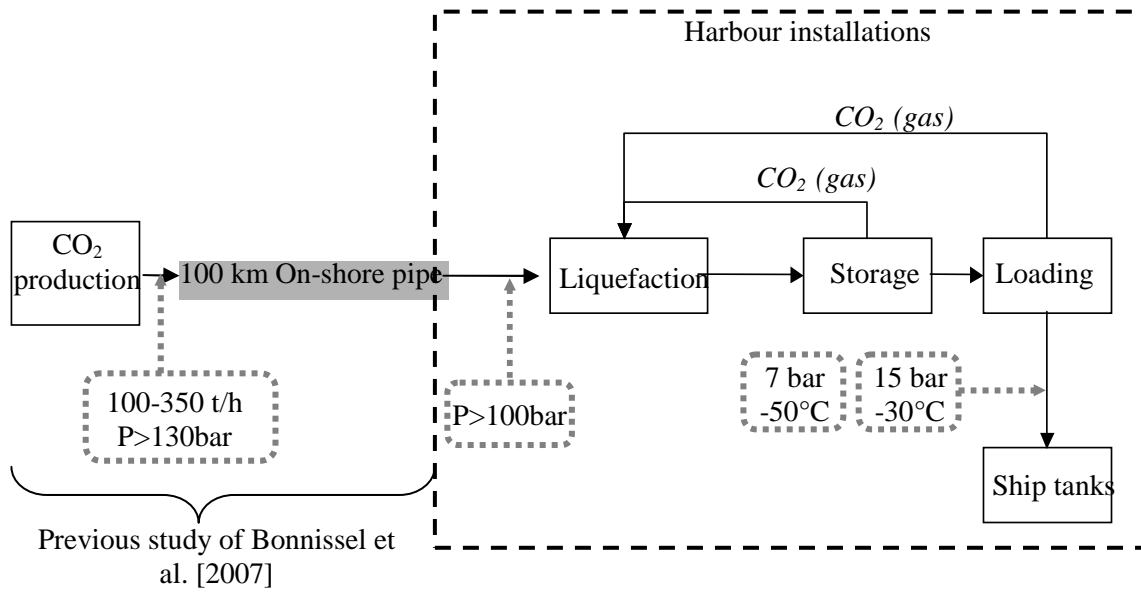 Harbour installations
CO₂ (gas)
CO₂ (gas)
CO₂
production
100 km On-shore pipe
Liquefaction
Storage
Loading
100-350 t/h
P>130bar
P>100bar
7 bar
-50°C
15 bar
-30°C
Ship tanks
Previous study of Bonnissel et
al. [2007]